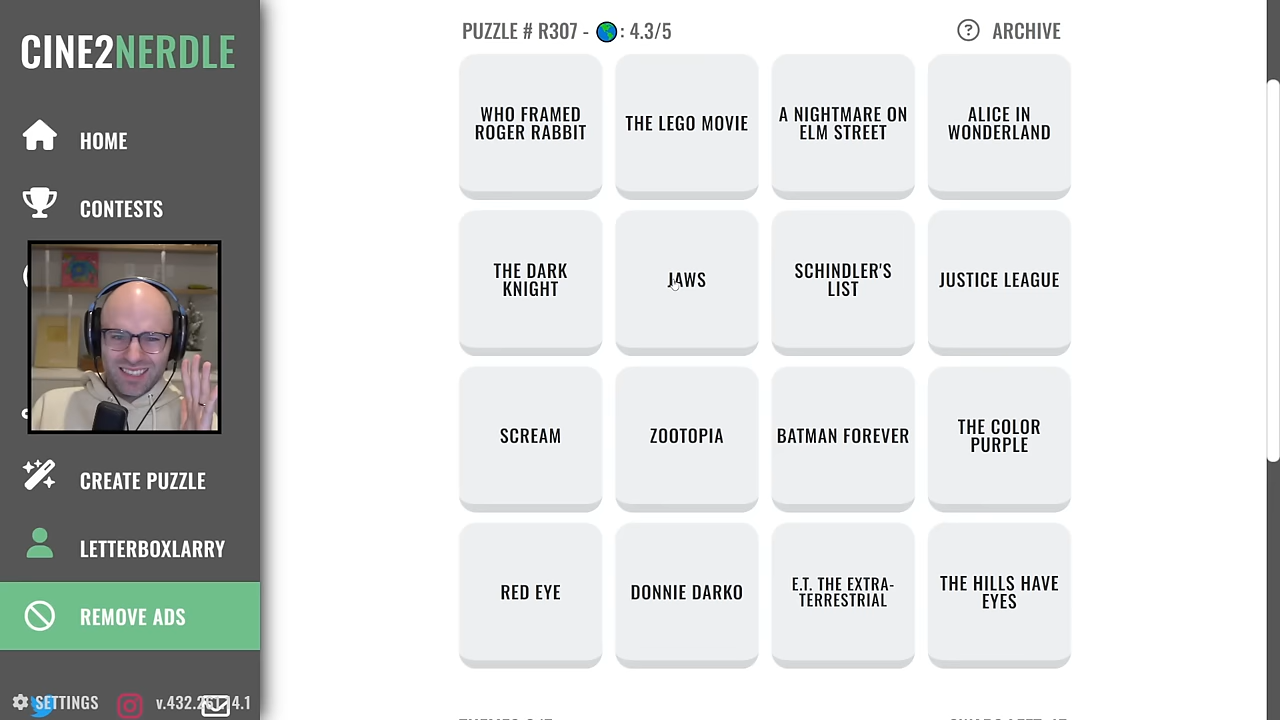 CINE2NERDLE
PUZZLE # R307 - : 4.3/5
ARCHIVE
HOME
CONTESTS
CREATE PUZZLE
LETTERBOXLARRY
REMOVE ADS
SETTINGS
WHO FRAMED
ROGER RABBIT
THE LEGO MOVIE
A NIGHTMARE ON
ELM STREET
ALICE IN
WONDERLAND
THE DARK
KNIGHT
JAWS
SCHINDLER'S
LIST
JUSTICE LEAGUE
SCREAM
ZOOTOPIA
BATMAN FOREVER
THE COLOR
PURPLE
RED EYE
DONNIE DARKO
E.T. THE EXTRA-
TERRESTRIAL
THE HILLS HAVE
EYES